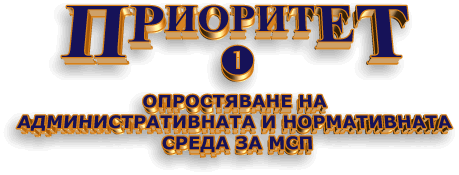 ПРИОРИТЕТ
1
ОПРОСТЯВАНЕ НА
АДМИНИСТРАТИВНАТА И НОРМАТИВНАТА
СРЕДА ЗА МСП